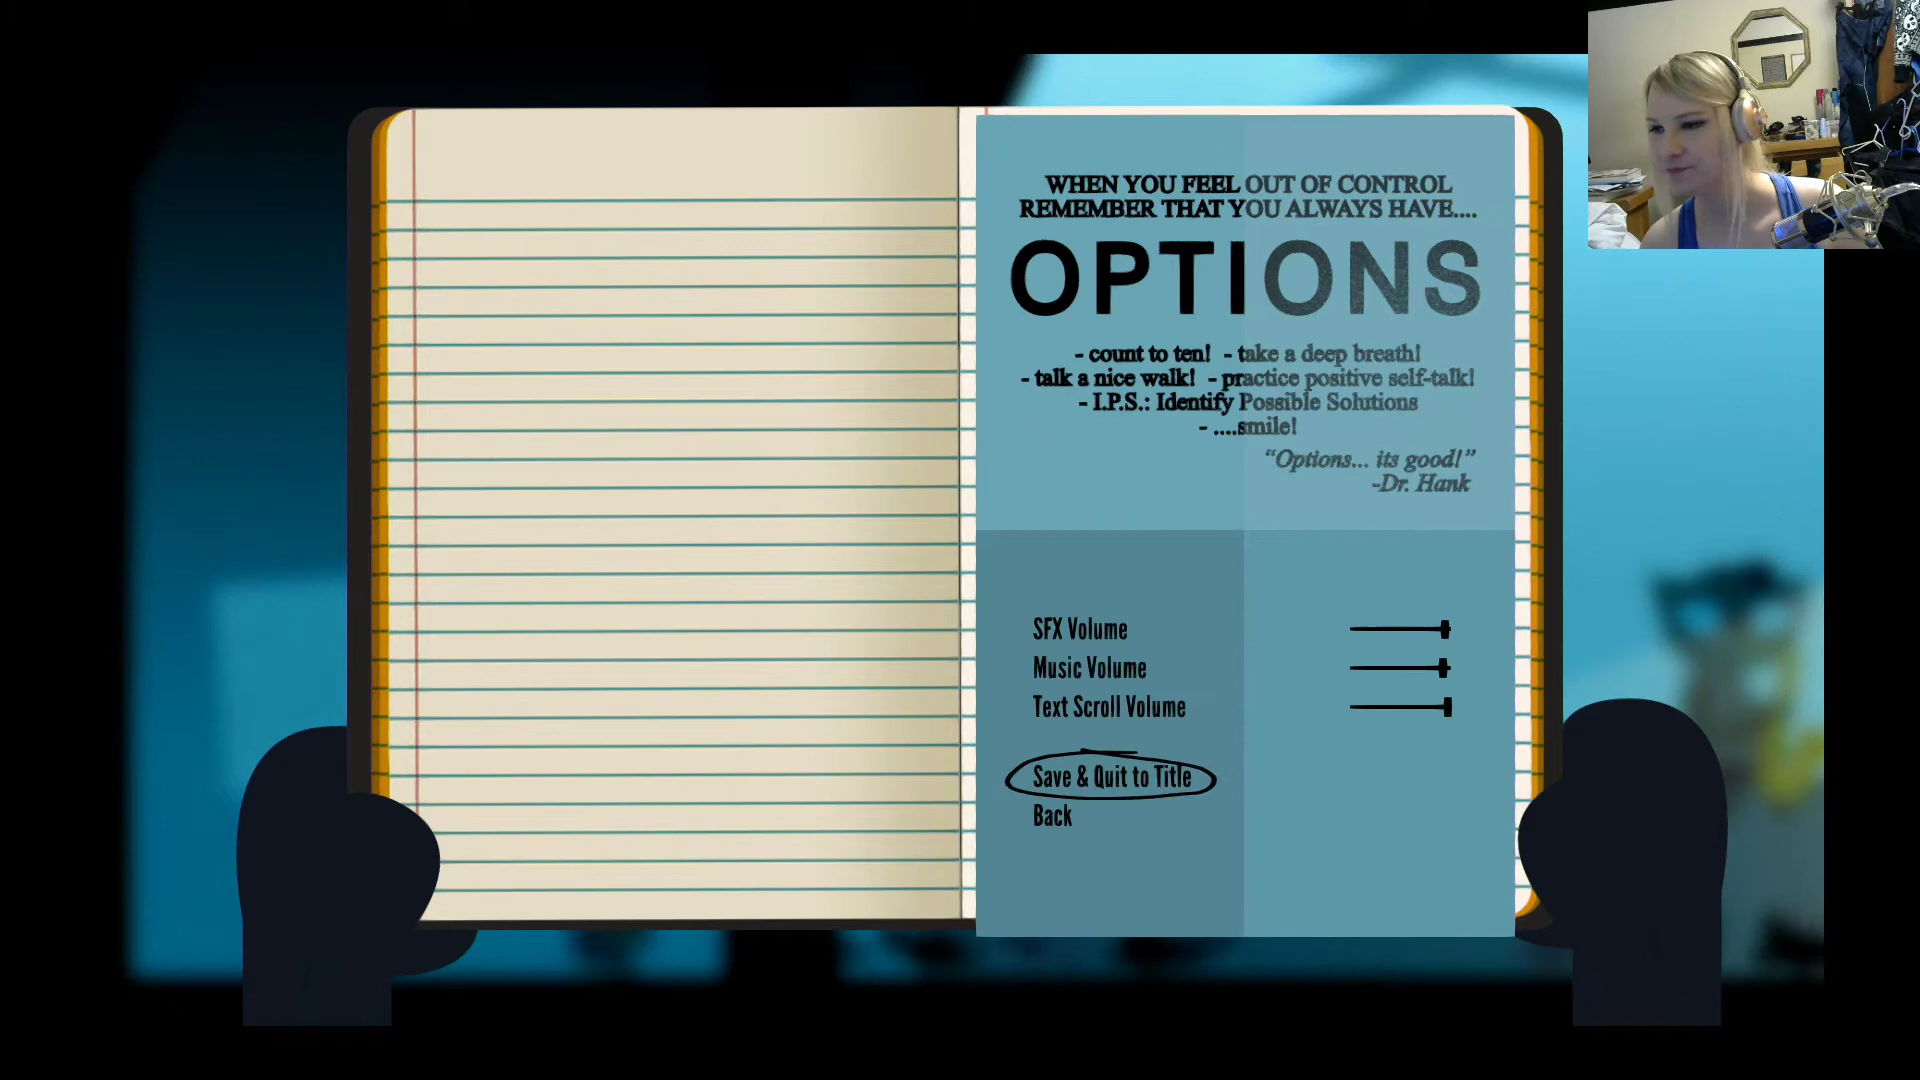 WHEN YOU FEEL OUT OF CONTROL
REMEMBER THAT YOU ALWAYS HAVE....
OPTIONS
- count to ten! - take a deep breath!
- talk a nice walk! - practice positive self-talk!
- I.P.S.: Identify Possible Solutions
- ....smile!
“Options... its good!”
-Dr. Hank
SFX Volume
Music Volume
Text Scroll Volume
Save & Quit to Title
Back